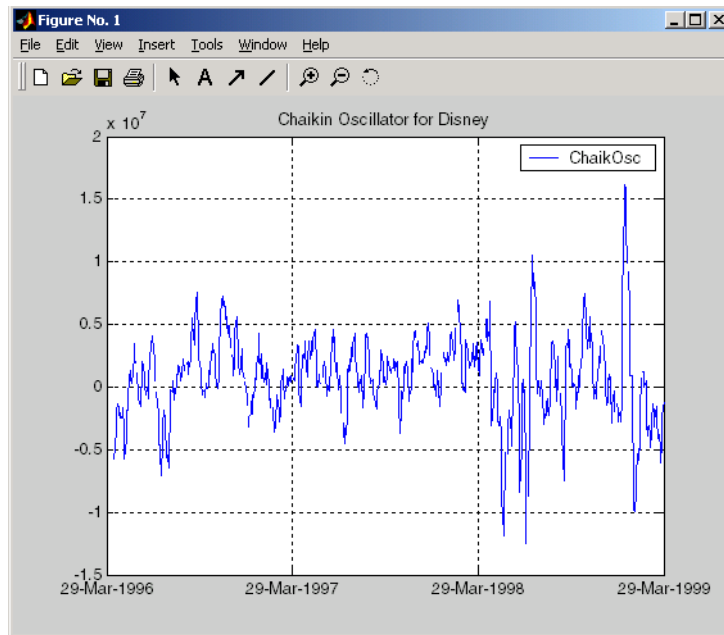 Figure No. 1
File Edit View Insert Tools Window Help
A
x 10^7
Chaikin Oscillator for Disney
ChaikOsc
2
1.5
1
0.5
0
-0.5
-1
-1.5
29-Mar-1996 29-Mar-1997 29-Mar-1998 29-Mar-1999